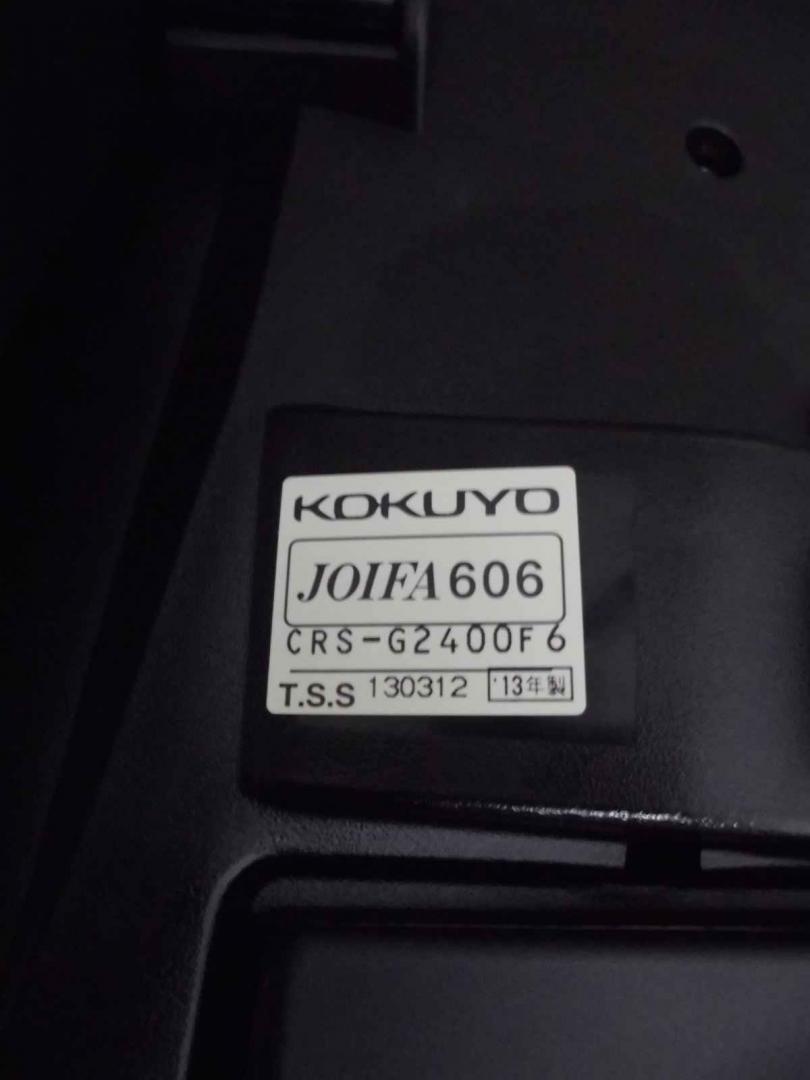 KOKUYO
JOIFA 606
CRS-G2400F6
T.S.S 130312 '13年製